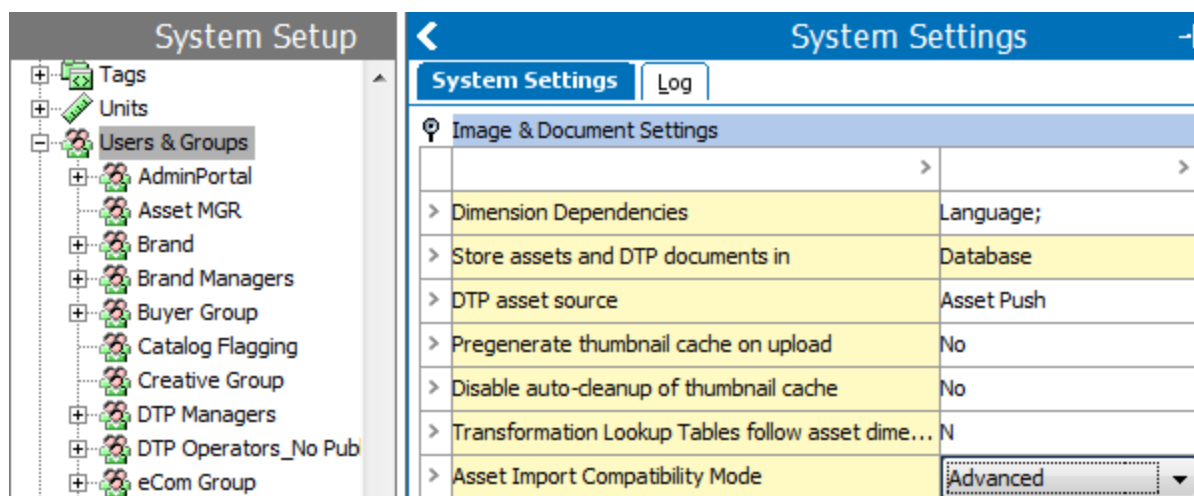 System Setup
Tags
Units
Users & Groups
AdminPortal
Asset MGR
Brand
Brand Managers
Buyer Group
Catalog Flagging
Creative Group
DTP Managers
DTP Operators_No Publ
eCom Group
System Settings
System Settings
Log
Image & Document Settings
> >
> Dimension Dependencies Language;
> Store assets and DTP documents in Database
> DTP asset source Asset Push
> Pregenerate thumbnail cache on upload No
> Disable auto-cleanup of thumbnail cache No
> Transformation Lookup Tables follow asset dime... N
> Asset Import Compatibility Mode Advanced